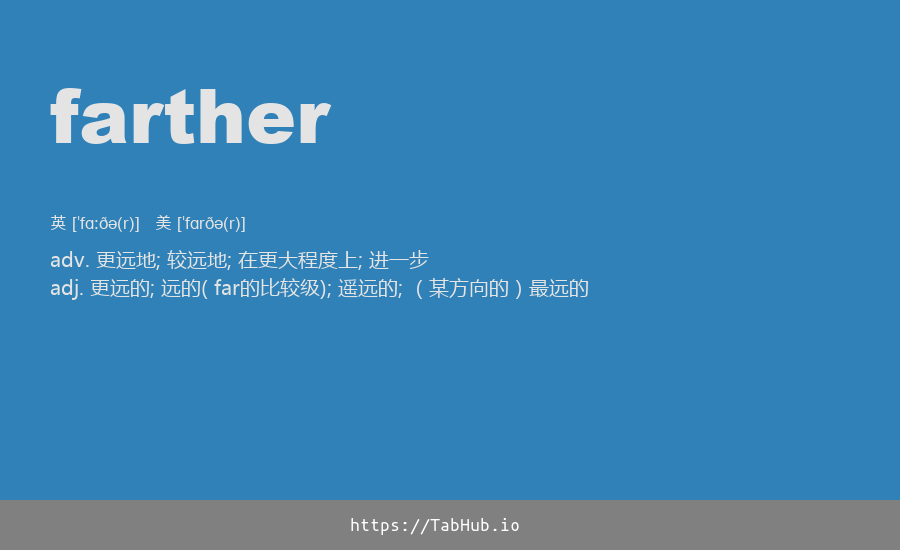 farther
英 [ˈfɑːðə(r)] 美 [ˈfɑrðə(r)]
adv. 更远地; 较远地; 在更大程度上; 进一步
adj. 更远的; 远的( far的比较级); 遥远的; （某方向的）最远的
https://TabHub.io